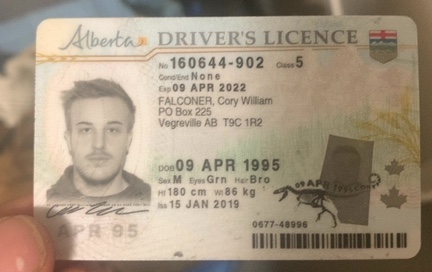 Alberta DRIVER'S LICENCE
No 160644-902 Class 5
Cond/End None
Exp 09 APR 2022
FALCONER, Cory William
PO Box 225
Vegreville AB T9C 1R2
DOB 09 APR 1995
Sex M Eyes Grn Hair Bro
Ht 180 cm Wt 86 kg
Iss 15 JAN 2019
APR 95
0677-48996